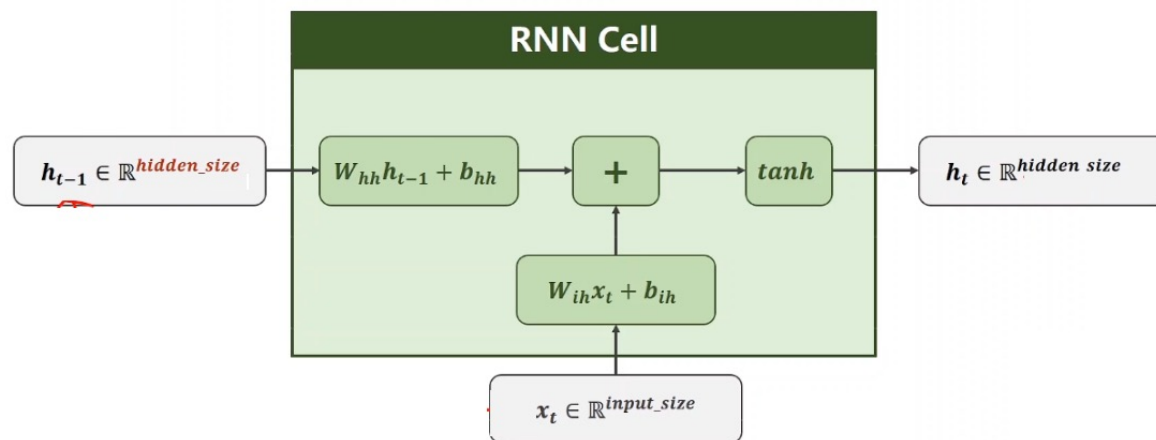 RNN Cell
h_{t−1} ∈ ℝ^{hidden_size}
W_{hh}h_{t−1} + b_{hh}
+
tanh
h_t ∈ ℝ^{hidden size}
W_{ih}x_t + b_{ih}
x_t ∈ ℝ^{input_size}